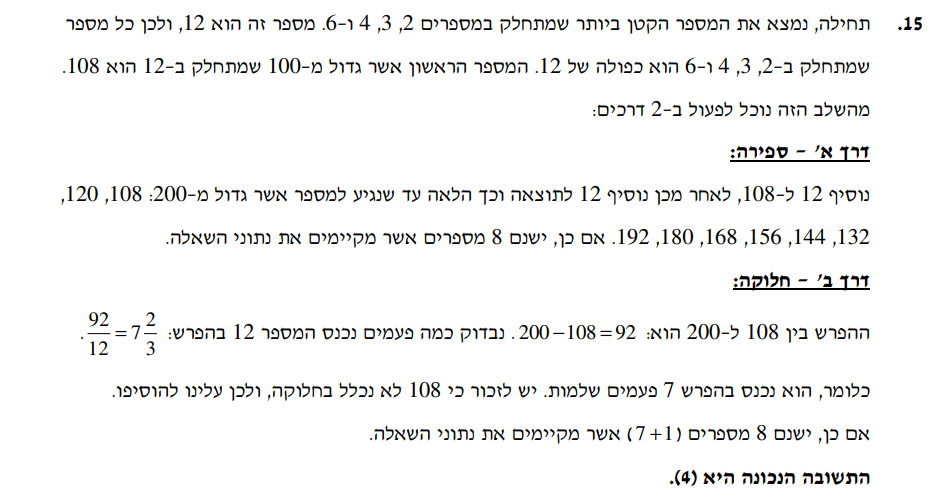 15. תחילה, נמצא את המספר הקטן ביותר שמתחלק במספרים 2, 3, 4 ו-6. מספר זה הוא 12, ולכן כל מספר
שמתחלק ב-2, 3, 4 ו-6 הוא כפולה של 12. המספר הראשון אשר גדול מ-100 שמתחלק ב-12 הוא 108.
מהשלב הזה נוכל לפעול ב-2 דרכים:
דרך א' - ספירה:
נוסיף 12 ל-108, לאחר מכן נוסיף 12 לתוצאה וכך הלאה עד שנגיע למספר אשר גדול מ-200: 108, 120,
132, 144, 156, 168, 180, 192. אם כן, ישנם 8 מספרים אשר מקיימים את נתוני השאלה.
דרך ב' - חלוקה:
ההפרש בין 108 ל-200 הוא: 200-108=92. נבדוק כמה פעמים נכנס המספר 12 בהפרש: 92/12 = 7 2/3.
כלומר, הוא נכנס בהפרש 7 פעמים שלמות. יש לזכור כי 108 לא נכלל בחלוקה, ולכן עלינו להוסיפו.
אם כן, ישנם 8 מספרים (7+1) אשר מקיימים את נתוני השאלה.
התשובה הנכונה היא (4).